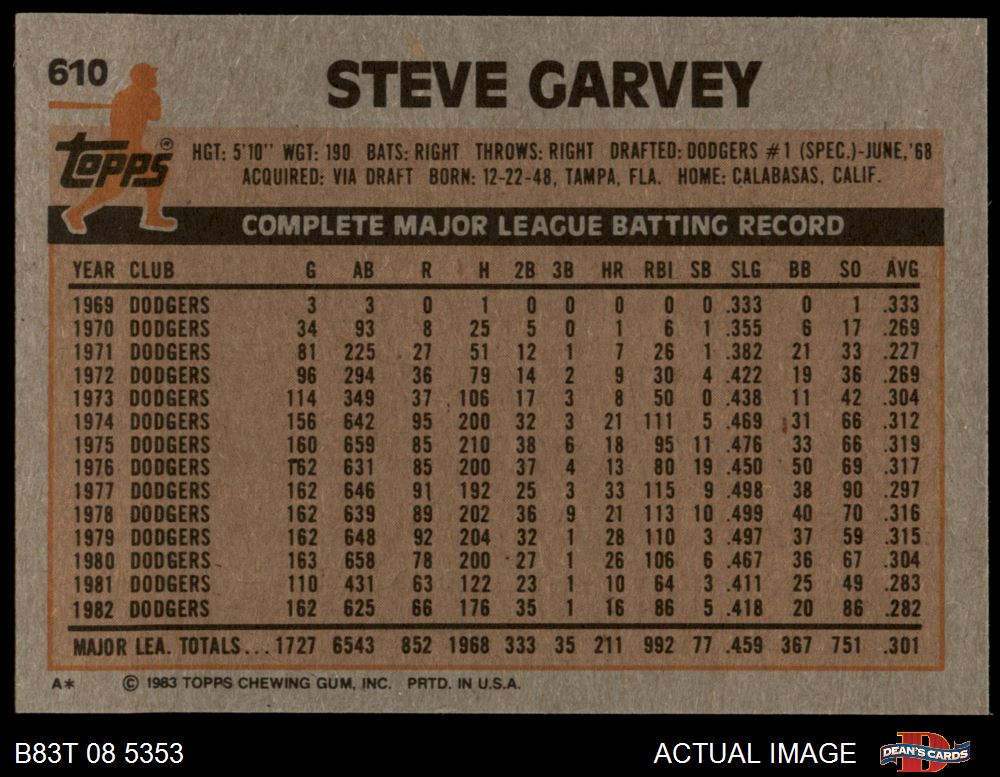 610
STEVE GARVEY
Topps®
HGT: 5'10" WGT: 190 BATS: RIGHT THROWS: RIGHT DRAFTED: DODGERS #1 (SPEC.)-JUNE,'68
ACQUIRED: VIA DRAFT BORN: 12-22-48, TAMPA, FLA. HOME: CALABASAS, CALIF.
COMPLETE MAJOR LEAGUE BATTING RECORD
YEAR CLUB G AB R H 2B 3B HR RBI SB SLG BB SO AVG
1969 DODGERS 3 3 0 1 0 0 0 0 0 .333 0 1 .333
1970 DODGERS 34 93 8 25 5 0 1 6 1 .355 6 17 .269
1971 DODGERS 81 225 27 51 12 1 7 26 1 .382 21 33 .227
1972 DODGERS 96 294 36 79 14 2 9 30 4 .422 19 36 .269
1973 DODGERS 114 349 37 106 17 3 8 50 0 .438 11 42 .304
1974 DODGERS 156 642 95 200 32 3 21 111 5 .469 31 66 .312
1975 DODGERS 160 659 85 210 38 6 18 95 11 .476 33 66 .319
1976 DODGERS 162 631 85 200 37 4 13 80 19 .450 50 69 .317
1977 DODGERS 162 646 91 192 25 3 33 115 9 .498 38 90 .297
1978 DODGERS 162 639 89 202 36 9 21 113 10 .499 40 70 .316
1979 DODGERS 162 648 92 204 32 1 28 110 3 .497 37 59 .315
1980 DODGERS 163 658 78 200 27 1 26 106 6 .467 36 67 .304
1981 DODGERS 110 431 63 122 23 1 10 64 3 .411 25 49 .283
1982 DODGERS 162 625 66 176 35 1 16 86 5 .418 20 86 .282
MAJOR LEA. TOTALS... 1727 6543 852 1968 333 35 211 992 77 .459 367 751 .301
A* © 1983 TOPPS CHEWING GUM, INC. PRTD. IN U.S.A.
B83T 08 5353 ACTUAL IMAGE DEAN'S CARDS